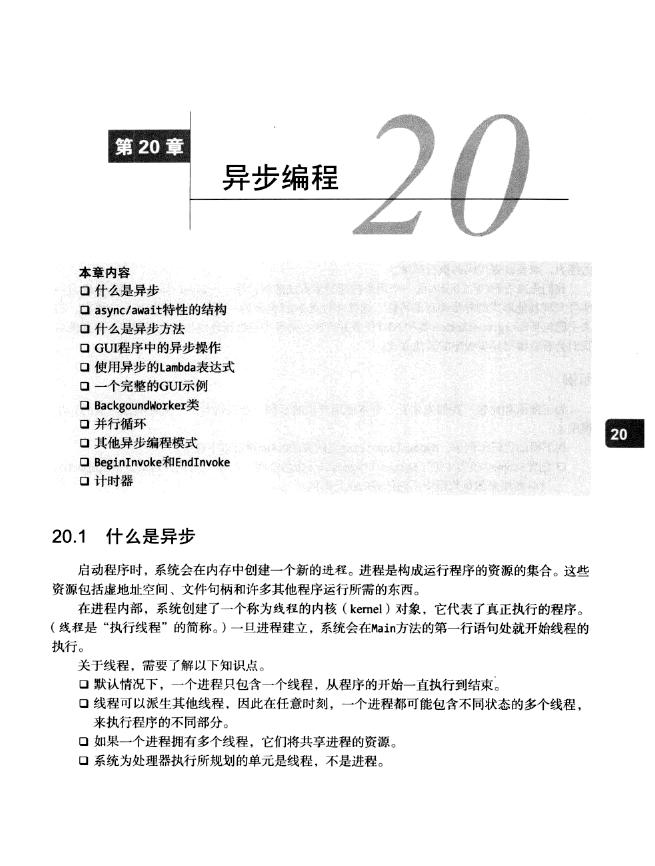 第 20 章
20
异步编程
本章内容
❑ 什么是异步
❑ async/await特性的结构
❑ 什么是异步方法
❑ GUI程序中的异步操作
❑ 使用异步的Lambda表达式
❑ 一个完整的GUI示例
❑ BackgoundWorker类
❑ 并行循环
❑ 其他异步编程模式
❑ BeginInvoke和EndInvoke
❑ 计时器
20
20.1 什么是异步
启动程序时，系统会在内存中创建一个新的进程。进程是构成运行程序的资源的集合。这些
资源包括虚地址空间、文件句柄和许多其他程序运行所需的东西。
在进程内部，系统创建了一个称为线程的内核（kernel）对象，它代表了真正执行的程序。
（线程是“执行线程”的简称。）一旦进程建立，系统会在Main方法的第一行语句处就开始线程的
执行。
关于线程，需要了解以下知识点。
❑ 默认情况下，一个进程只包含一个线程，从程序的开始一直执行到结束。
❑ 线程可以派生其他线程，因此在任意时刻，一个进程都可能包含不同状态的多个线程，
来执行程序的不同部分。
❑ 如果一个进程拥有多个线程，它们将共享进程的资源。
❑ 系统为处理器执行所规划的单元是线程，不是进程。